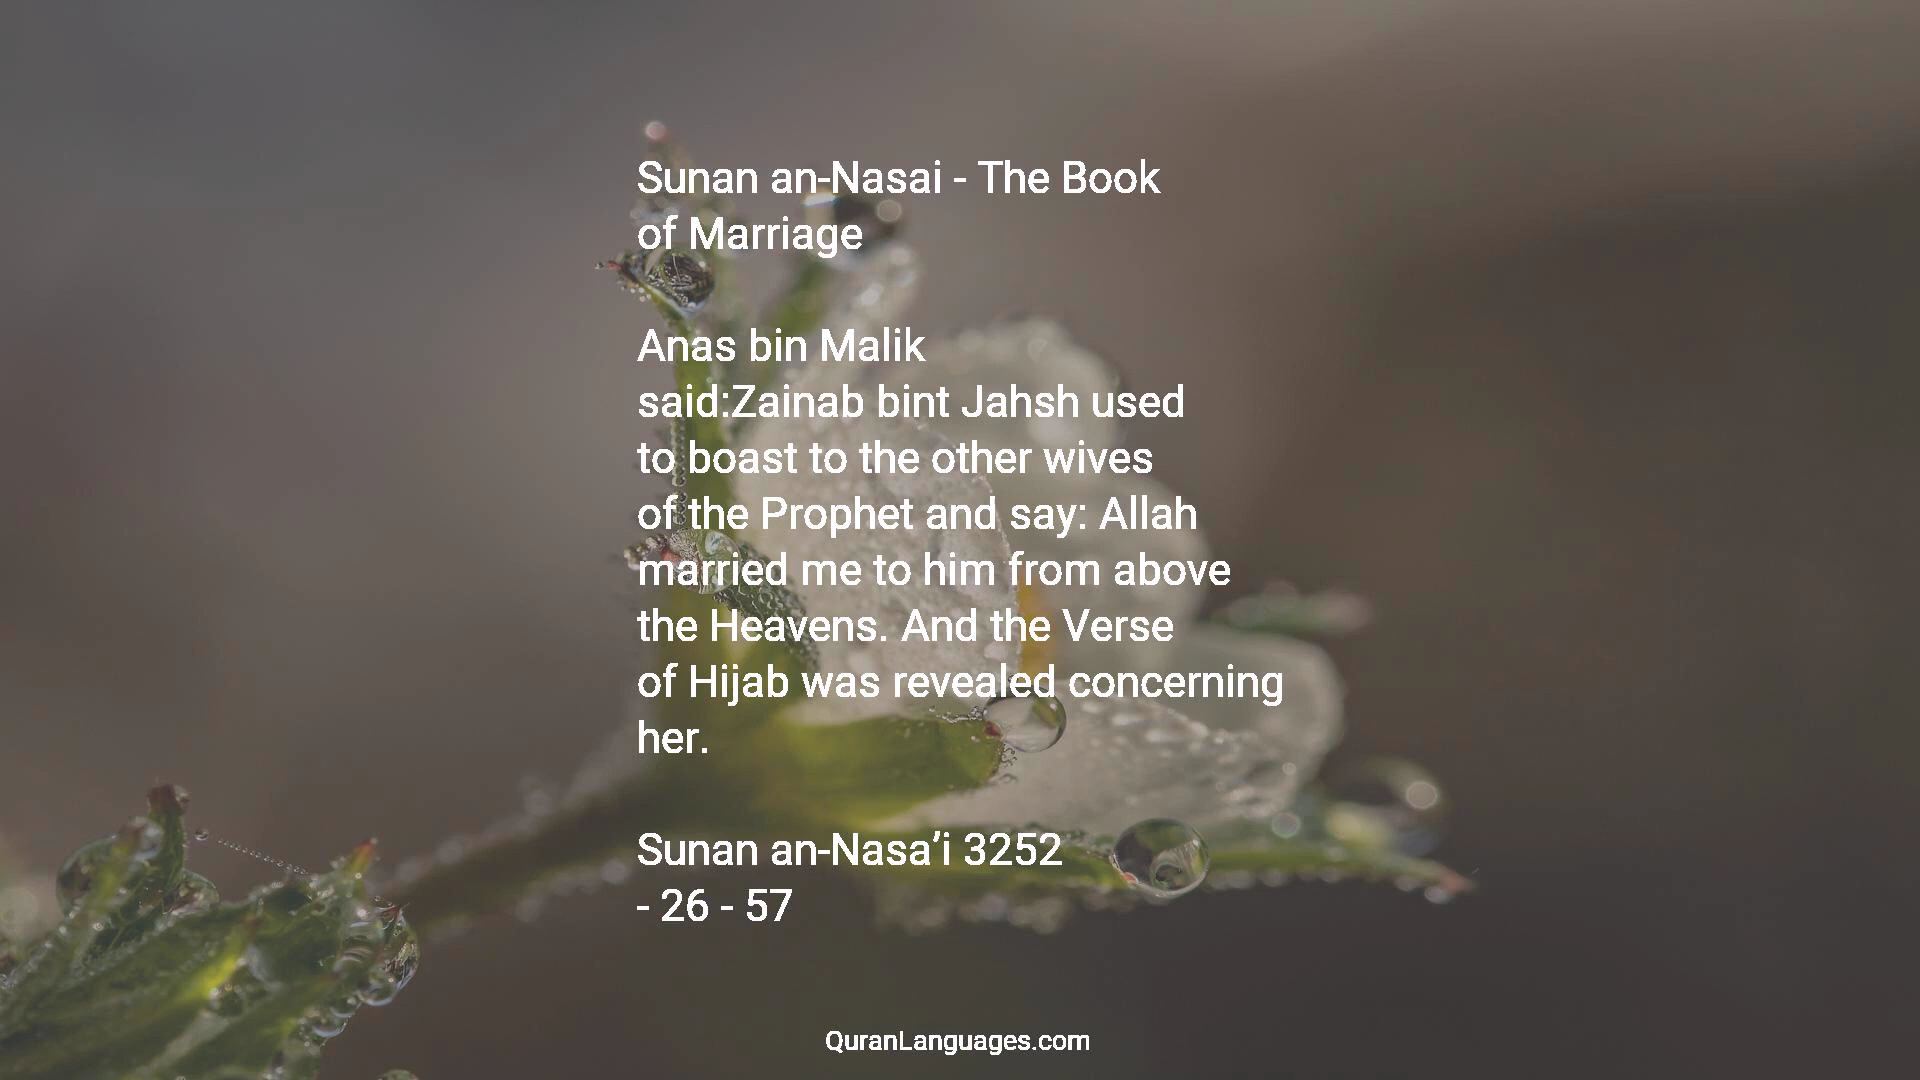 Sunan an-Nasai - The Book
of Marriage
Anas bin Malik
said:Zainab bint Jahsh used
to boast to the other wives
of the Prophet and say: Allah
married me to him from above
the Heavens. And the Verse
of Hijab was revealed concerning
her.
Sunan an-Nasa’i 3252
- 26 - 57
QuranLanguages.com